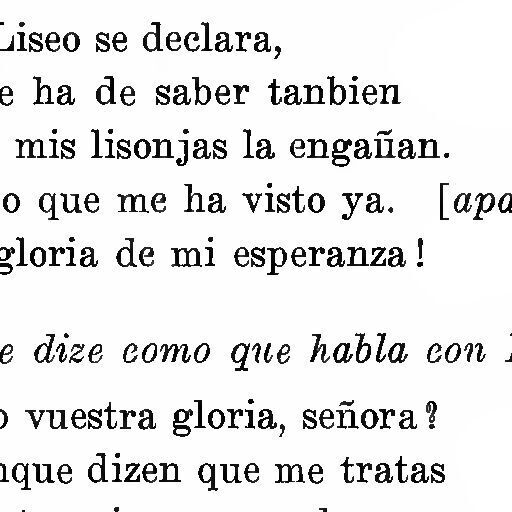 Liseo se declara,
e ha de saber tanbien
mis lisonjas la engañan.
o que me ha visto ya. [apa
gloria de mi esperanza!
e dize como que habla con
o vuestra gloria, señora?
nque dizen que me tratas